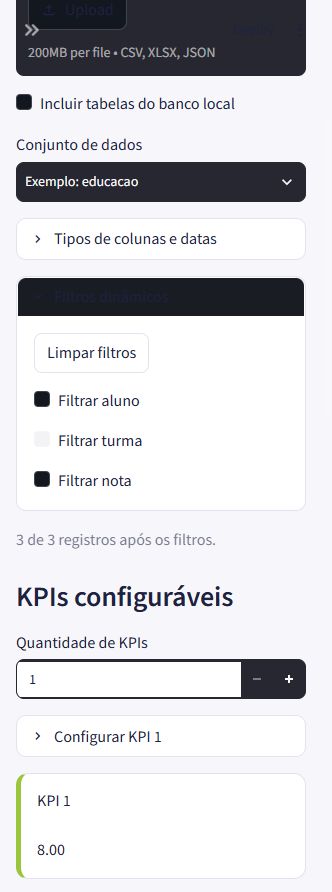 Upload
Deploy
200MB per file • CSV, XLSX, JSON
Incluir tabelas do banco local
Conjunto de dados
Exemplo: educacao
Tipos de colunas e datas
Filtros dinâmicos
Limpar filtros
Filtrar aluno
Filtrar turma
Filtrar nota
3 de 3 registros após os filtros.
KPIs configuráveis
Quantidade de KPIs
1
Configurar KPI 1
KPI 1
8.00